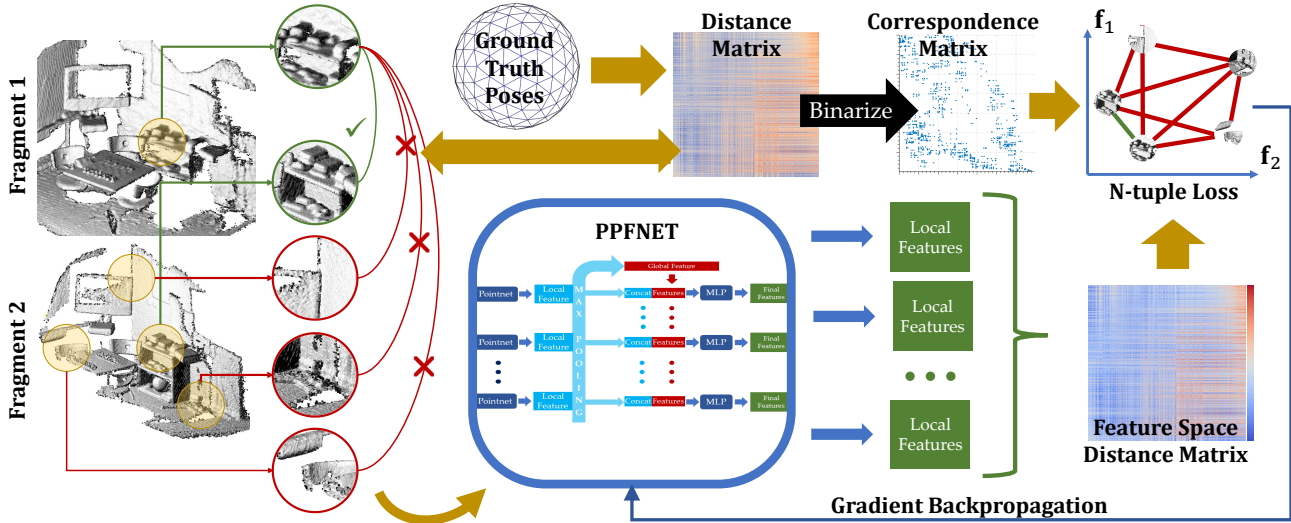 Fragment 1
Fragment 2
Ground
Truth
Poses
Distance
Matrix
Binarize
Correspondence
Matrix
f1
f2
N-tuple Loss
PPFNET
Global Feature
Pointnet
Local
Feature
Concat Features
MLP
Final
Features
Pointnet
Local
Feature
Concat Features
MLP
Final
Features
Pointnet
Local
Feature
Concat Features
MLP
Final
Features
MAX POOLING
Local
Features
Local
Features
Local
Features
Feature Space
Distance Matrix
Gradient Backpropagation